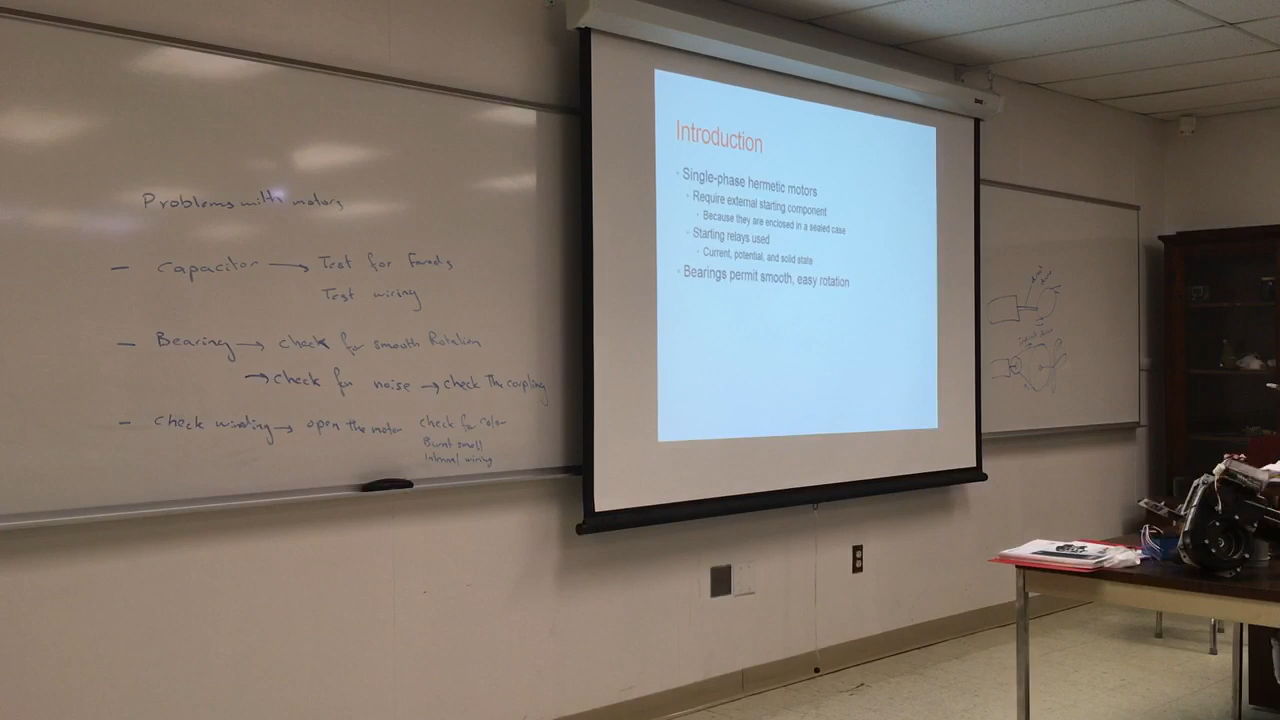 Problems with motors
– capacitor → Test for Farads
Test wiring
– Bearing → check for smooth Rotation
→ check for noise → check The coupling
– check winding → open the motor check for color
Burnt smell
Internal wiring
Introduction
• Single-phase hermetic motors
• Require external starting component
• Because they are enclosed in a sealed case
• Starting relays used
• Current, potential, and solid state
• Bearings permit smooth, easy rotation